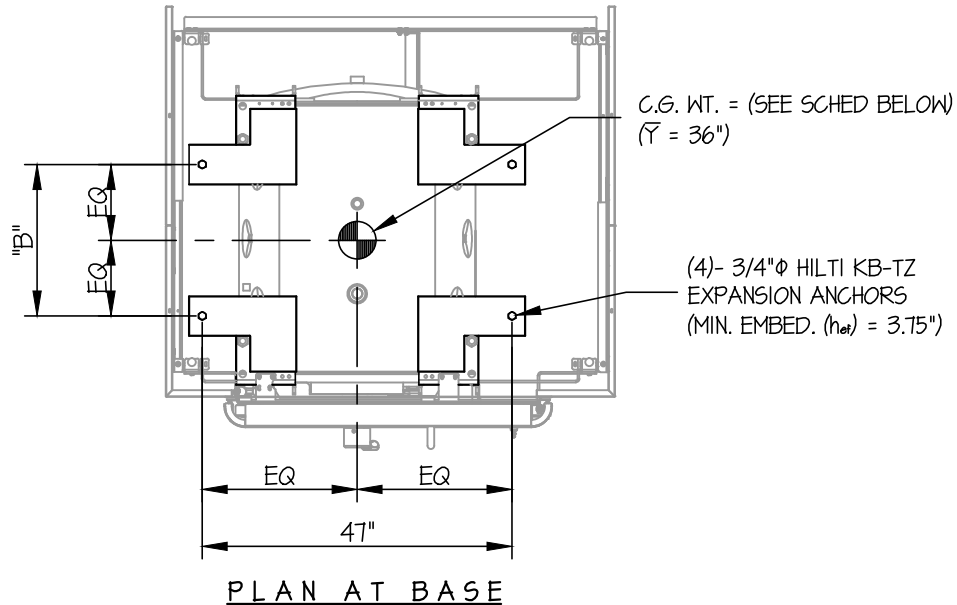 C.G. WT. = (SEE SCHED BELOW)
(Y̅ = 36")
EQ
"B"
EQ
(4)- 3/4"Φ HILTI KB-TZ
EXPANSION ANCHORS
(MIN. EMBED. (hef) = 3.75")
EQ
EQ
47"
PLAN AT BASE